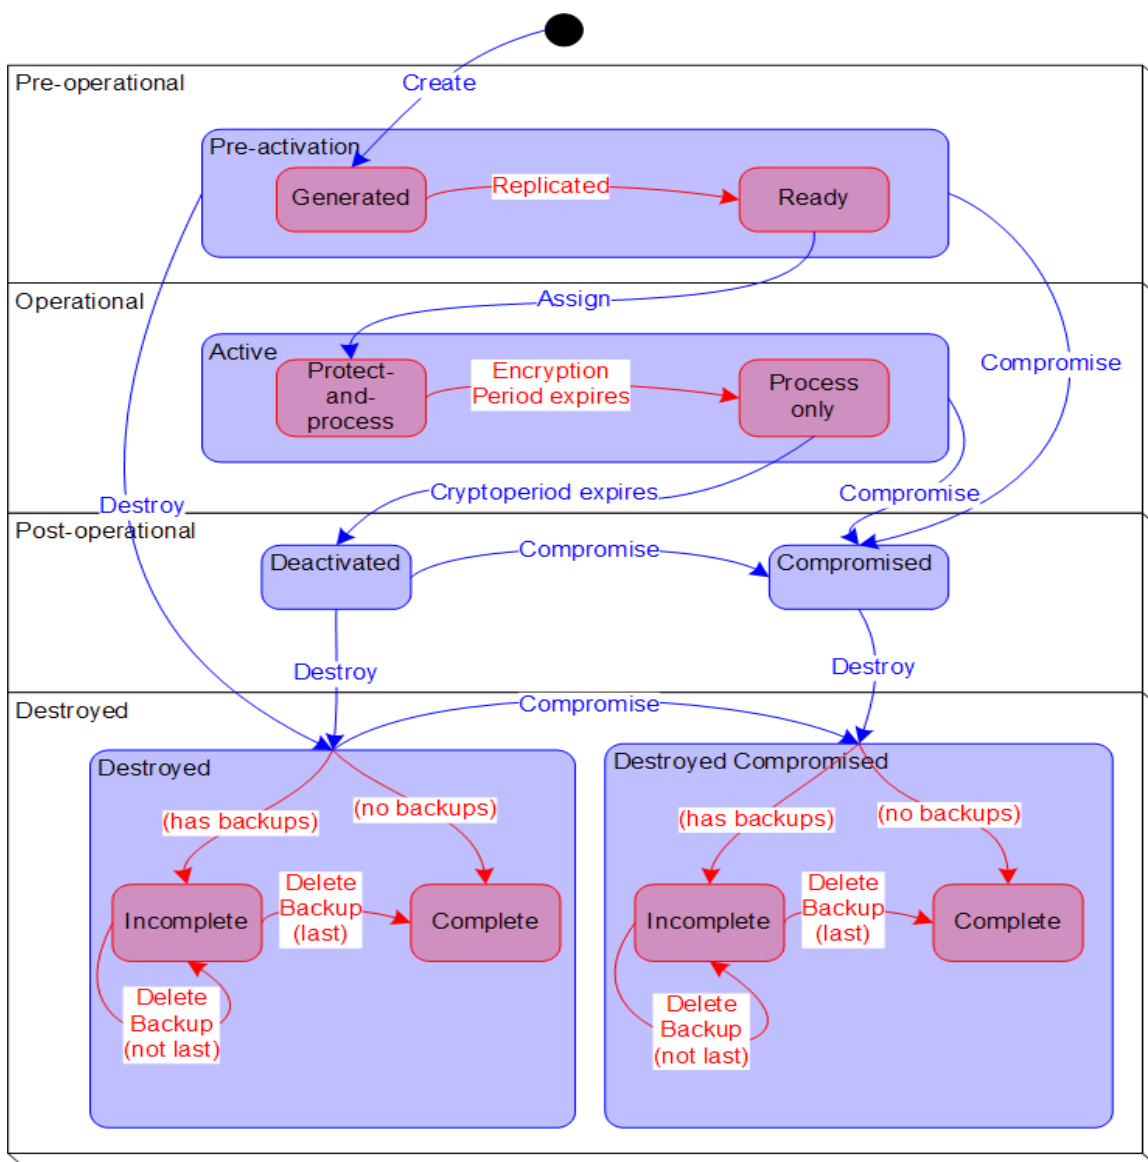 Pre-operational
Create
Pre-activation
Generated
Replicated
Ready
Operational
Assign
Active
Protect-
and-
process
Encryption
Period expires
Process
only
Compromise
Cryptoperiod expires
Compromise
Destroy
Post-operational
Deactivated
Compromise
Compromised
Destroy
Destroy
Destroyed
Compromise
Destroyed
(has backups)
(no backups)
Incomplete
Delete
Backup
(last)
Complete
Delete
Backup
(not last)
Destroyed Compromised
(has backups)
(no backups)
Incomplete
Delete
Backup
(last)
Complete
Delete
Backup
(not last)